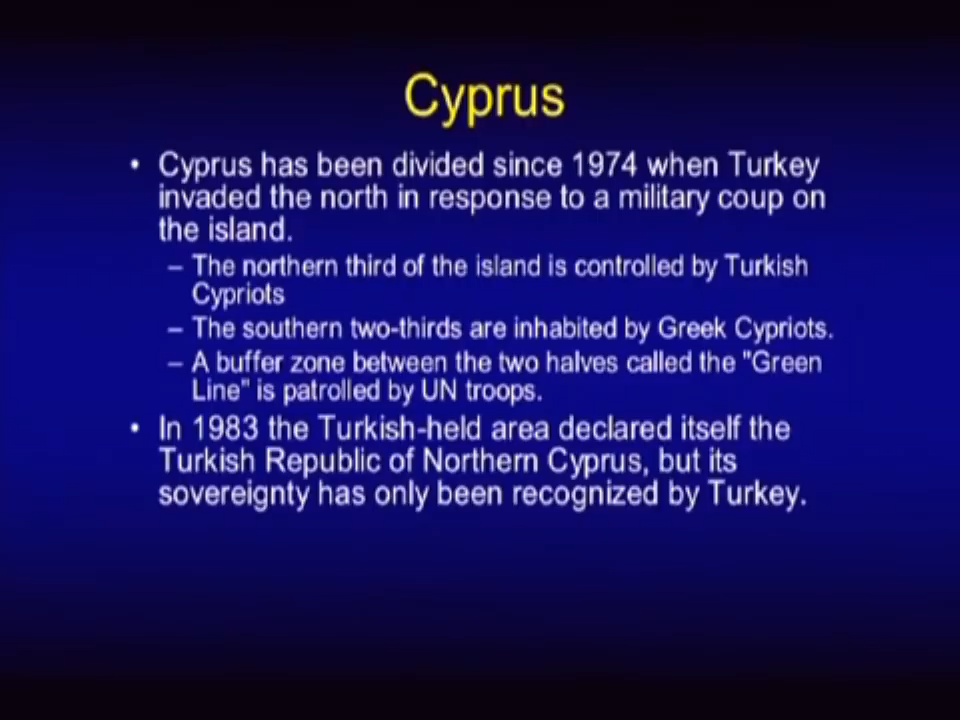 Cyprus
• Cyprus has been divided since 1974 when Turkey
invaded the north in response to a military coup on
the island.
– The northern third of the island is controlled by Turkish
Cypriots
– The southern two-thirds are inhabited by Greek Cypriots.
– A buffer zone between the two halves called the "Green
Line" is patrolled by UN troops.
• In 1983 the Turkish-held area declared itself the
Turkish Republic of Northern Cyprus, but its
sovereignty has only been recognized by Turkey.